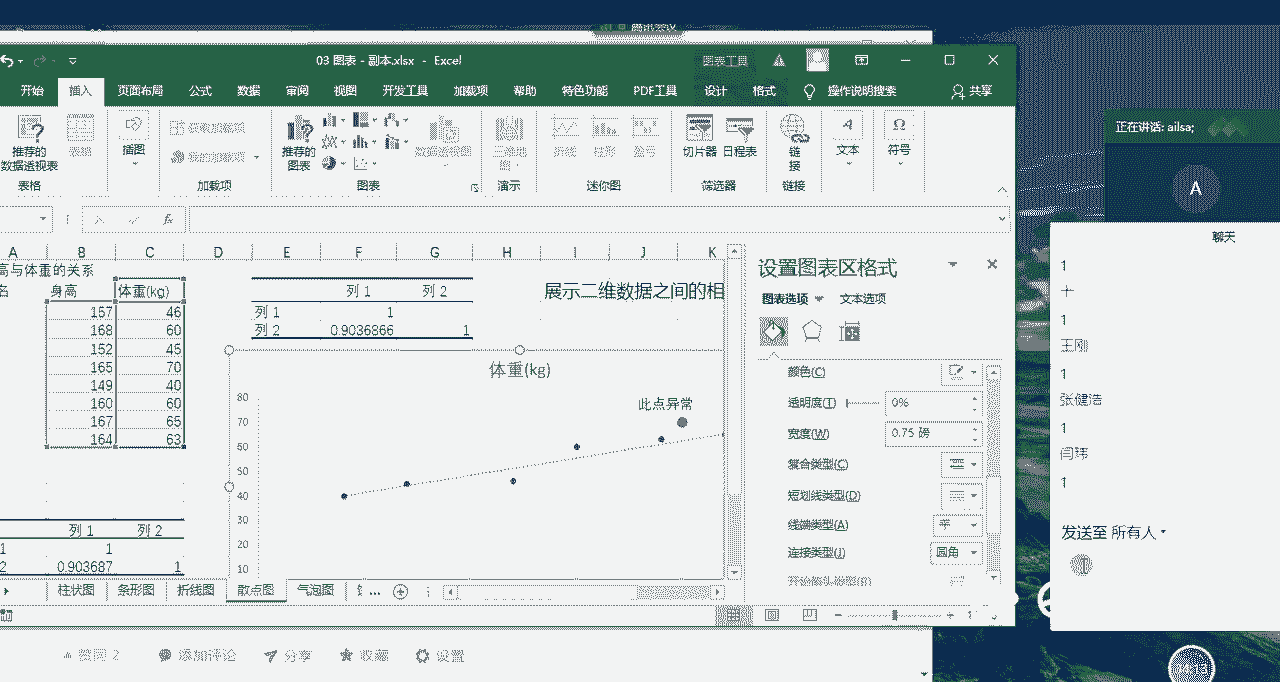 03 图表 - 副本.xlsx - Excel
图表工具
正在讲话: ailsa;
开始 插入 页面布局 公式 数据 审阅 视图 开发工具 加载项 帮助 特色功能 PDF工具 设计 格式 操作说明搜索 共享
推荐的
数据透视表
插图
推荐的
图表
切片器 日程表
链
接
文本
符号
表格
加载项
图表
演示
迷你图
筛选器
链接
A
聊天
A B C D E F G H I J K
高与体重的关系
名 身高 体重(kg)
157 46
168 60
152 45
165 70
149 40
160 60
167 65
164 63
列 1 列 2
列 1 1
列 2 0.9036866 1
展示二维数据之间的相
体重(kg)
此点异常
80
70
60
50
40
30
20
10
列 1 列 2
1 1
2 0.903687 1
设置图表区格式
图表选项 文本选项
颜色(C)
透明度(T) 0%
宽度(W) 0.75 磅
复合类型(C)
短划线类型(D)
线端类型(A) 平
连接类型(J) 圆角
1
十
1
王刚
1
张健浩
1
闫玮
1
发送至 所有人
柱状图 条形图 折线图 散点图 气泡图 ...
赞同 2 添加评论 分享 收藏 设置